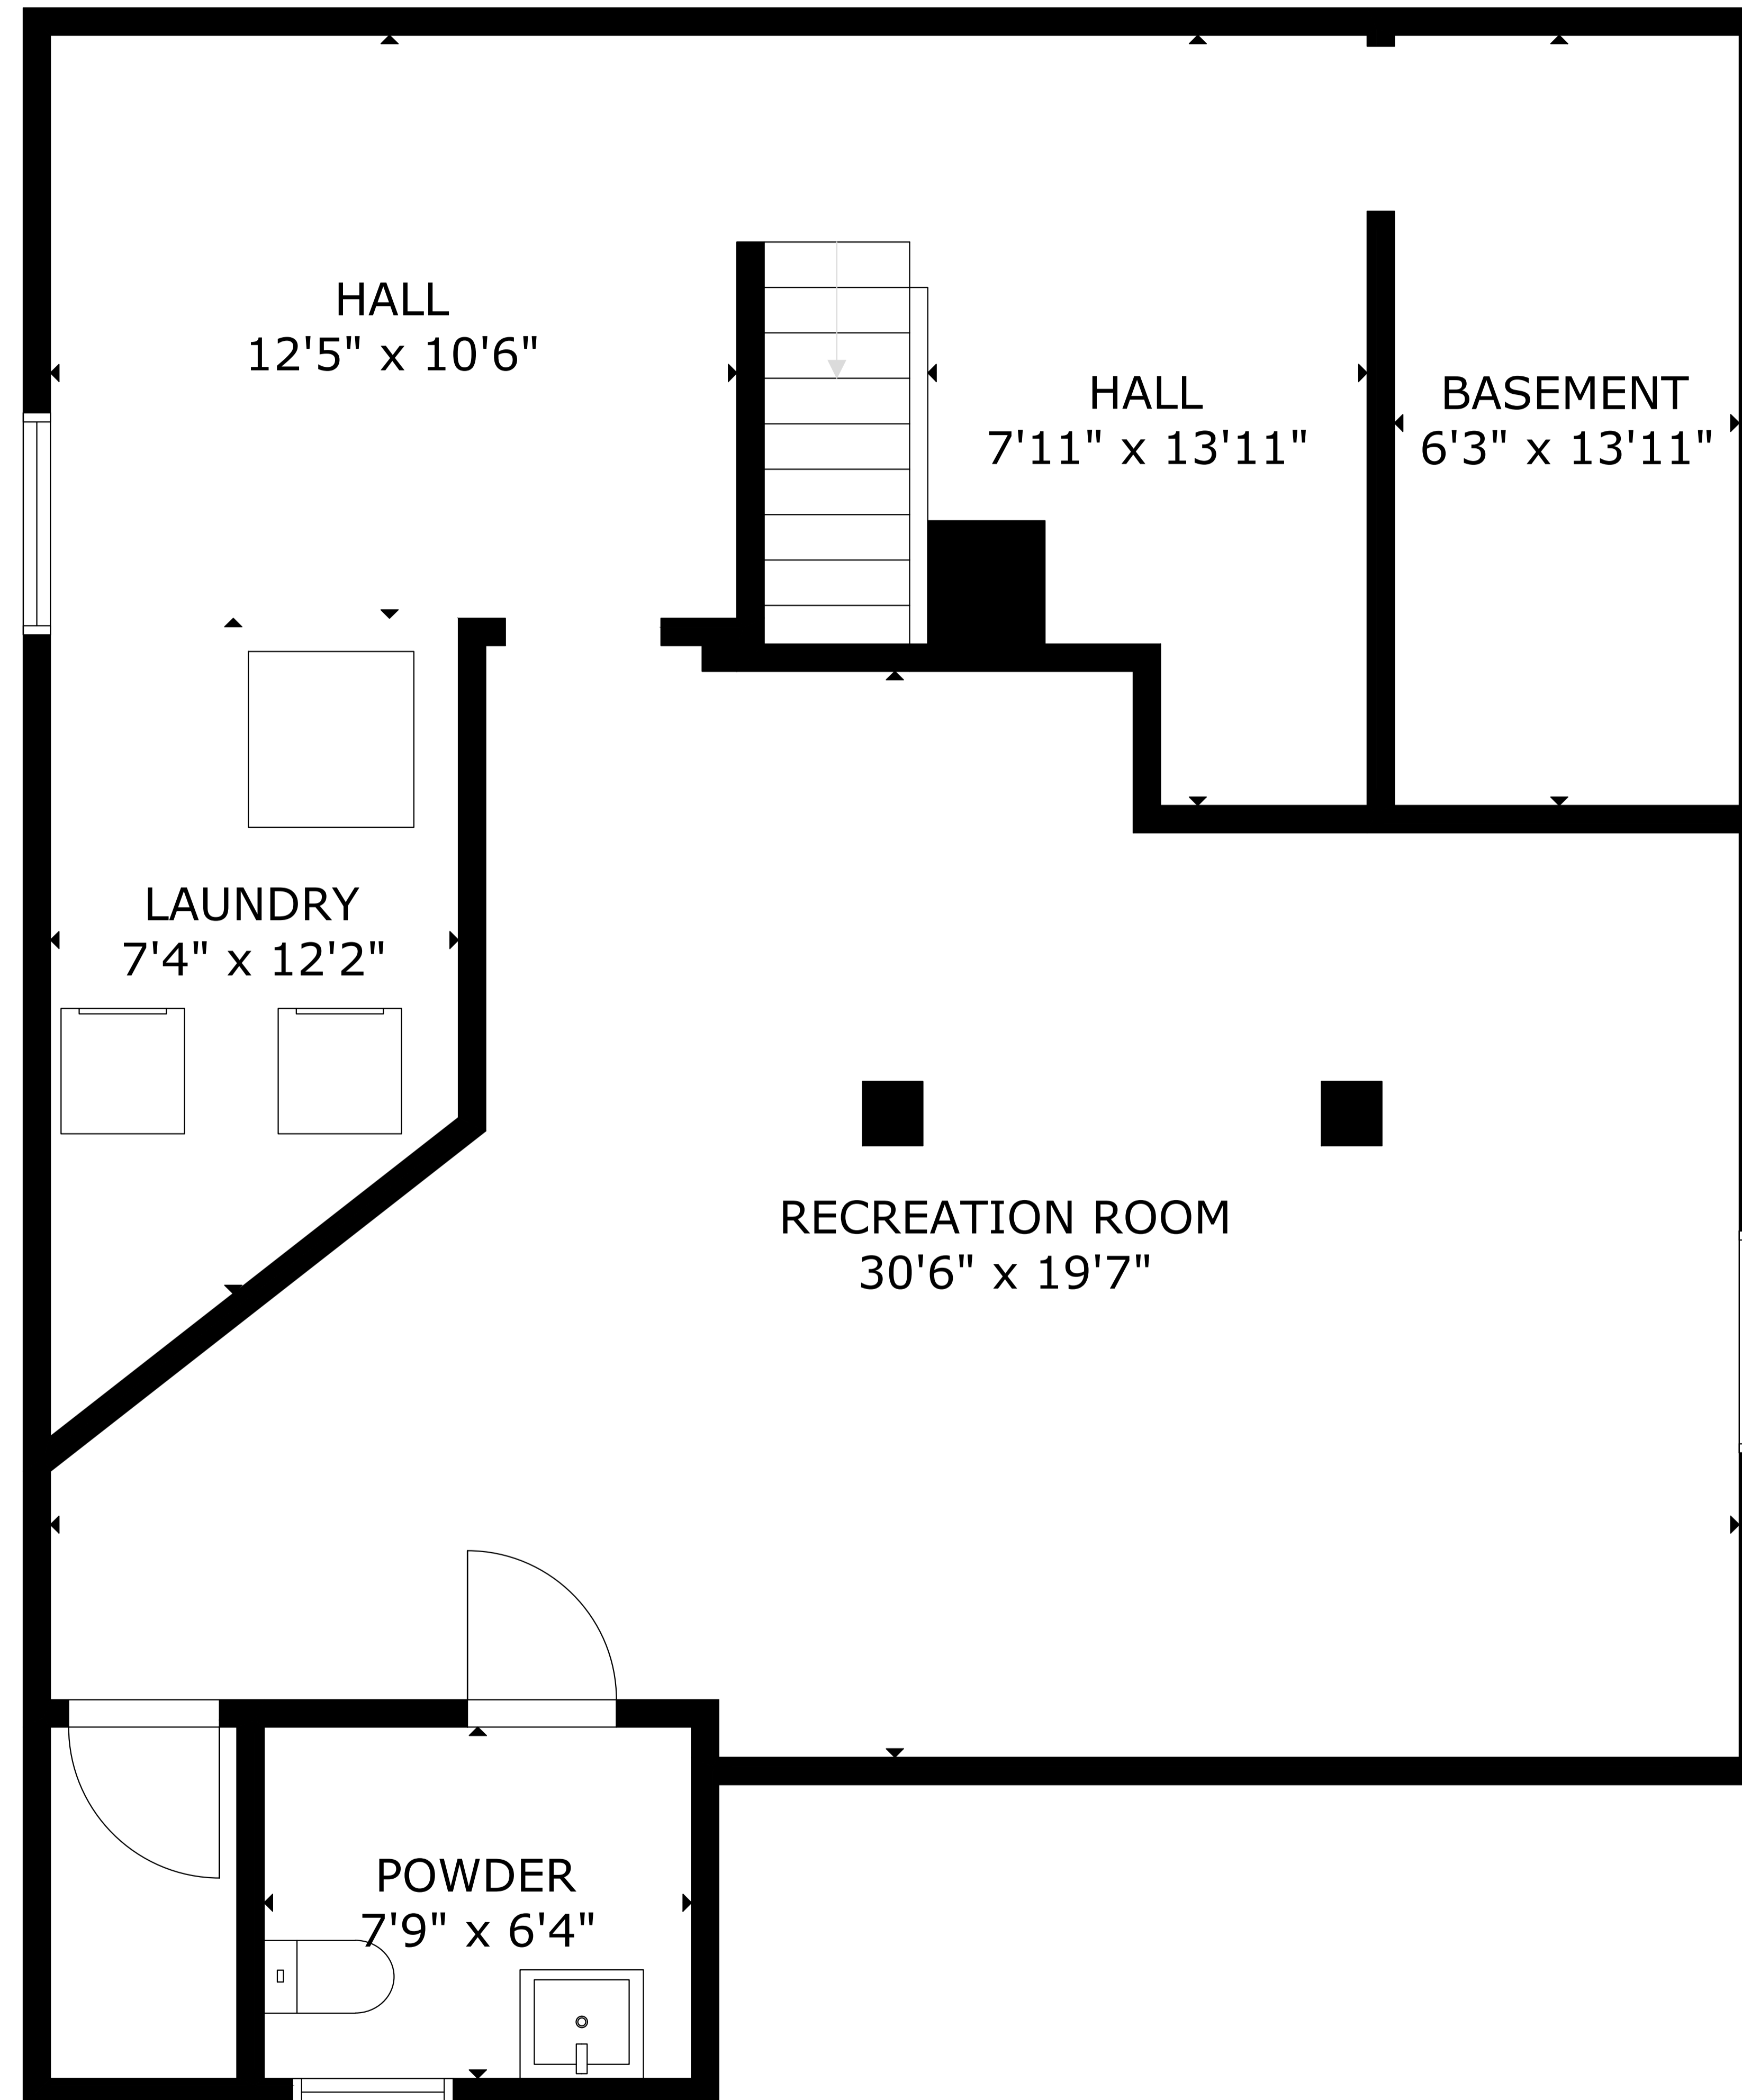 HALL
12'5" x 10'6"
HALL
7'11" x 13'11"
BASEMENT
6'3" x 13'11"
LAUNDRY
7'4" x 12'2"
RECREATION ROOM
30'6" x 19'7"
POWDER
7'9" x 6'4"